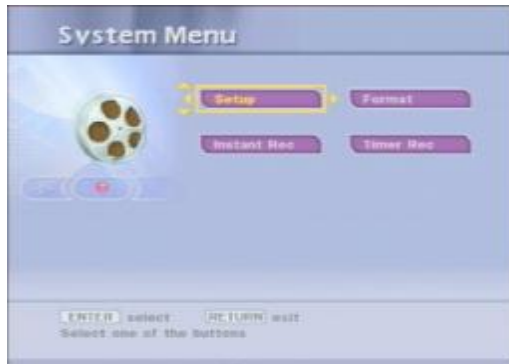 System Menu
Setup Format
Instant Rec Timer Rec
ENTER select RETURN exit
Select one of the buttons